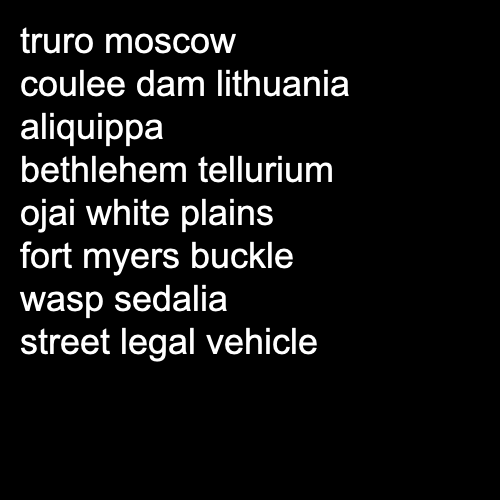 truro moscow
coulee dam lithuania
aliquippa
bethlehem tellurium
ojai white plains
fort myers buckle
wasp sedalia
street legal vehicle